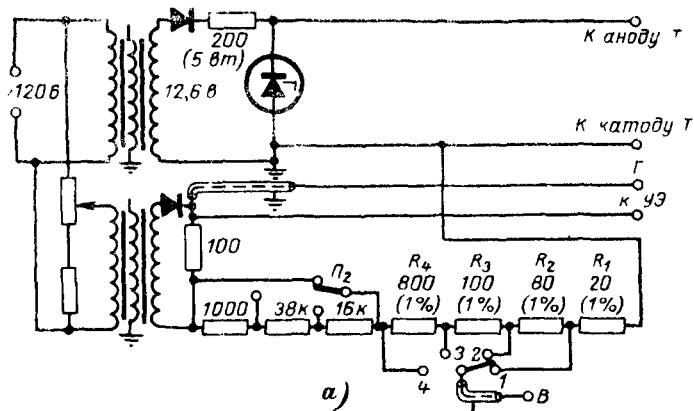 200
(5 вт)
К аноду Т
~120в
12,6 в
К катоду Т
Г
К УЭ
100
П2
R4
800
(1%)
R3
100
(1%)
R2
80
(1%)
R1
20
(1%)
1000
38к
16к
3
2
1
4
В
а)